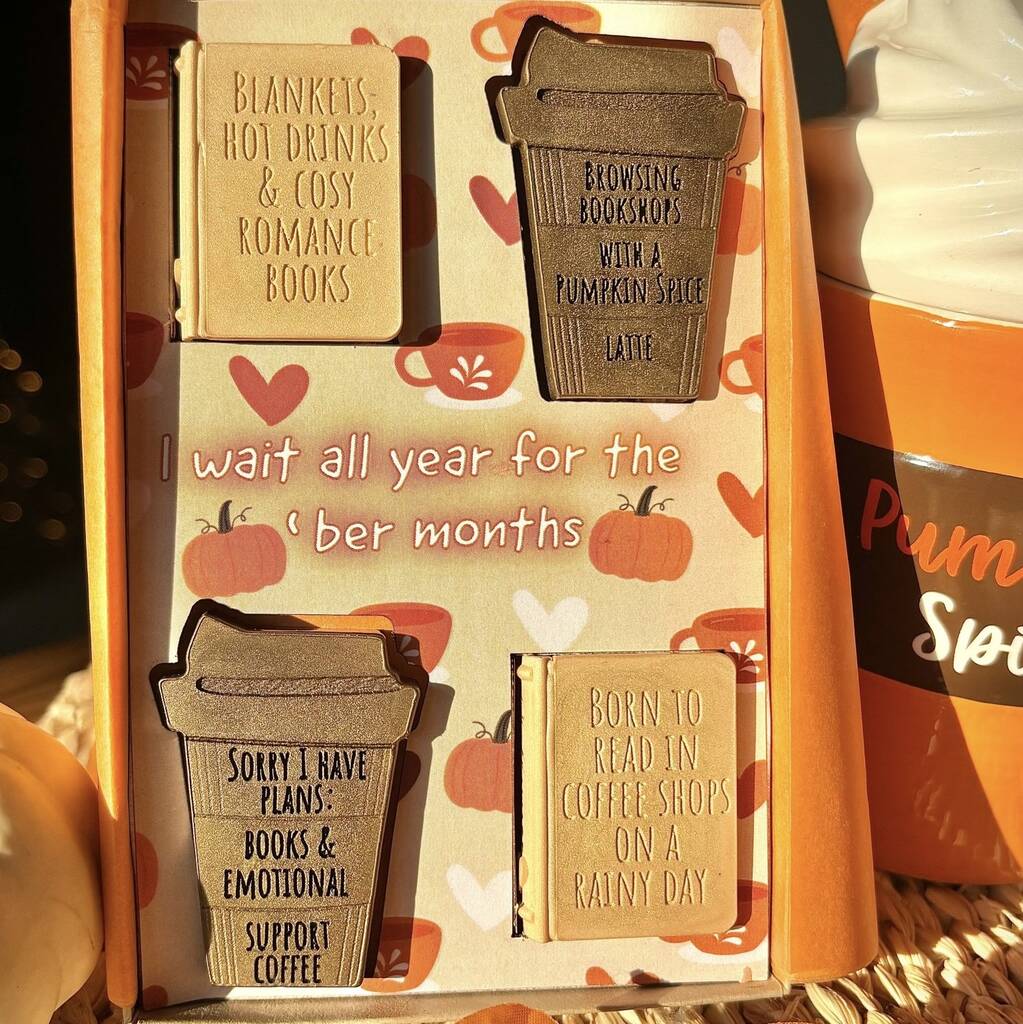 BLANKETS,
HOT DRINKS
& COSY
ROMANCE
BOOKS
BROWSING
BOOKSHOPS
WITH A
PUMPKIN SPICE
LATTE
I wait all year for the
‘ber months
SORRY I HAVE
PLANS:
BOOKS &
EMOTIONAL
SUPPORT
COFFEE
BORN TO
READ IN
COFFEE SHOPS
ON A
RAINY DAY